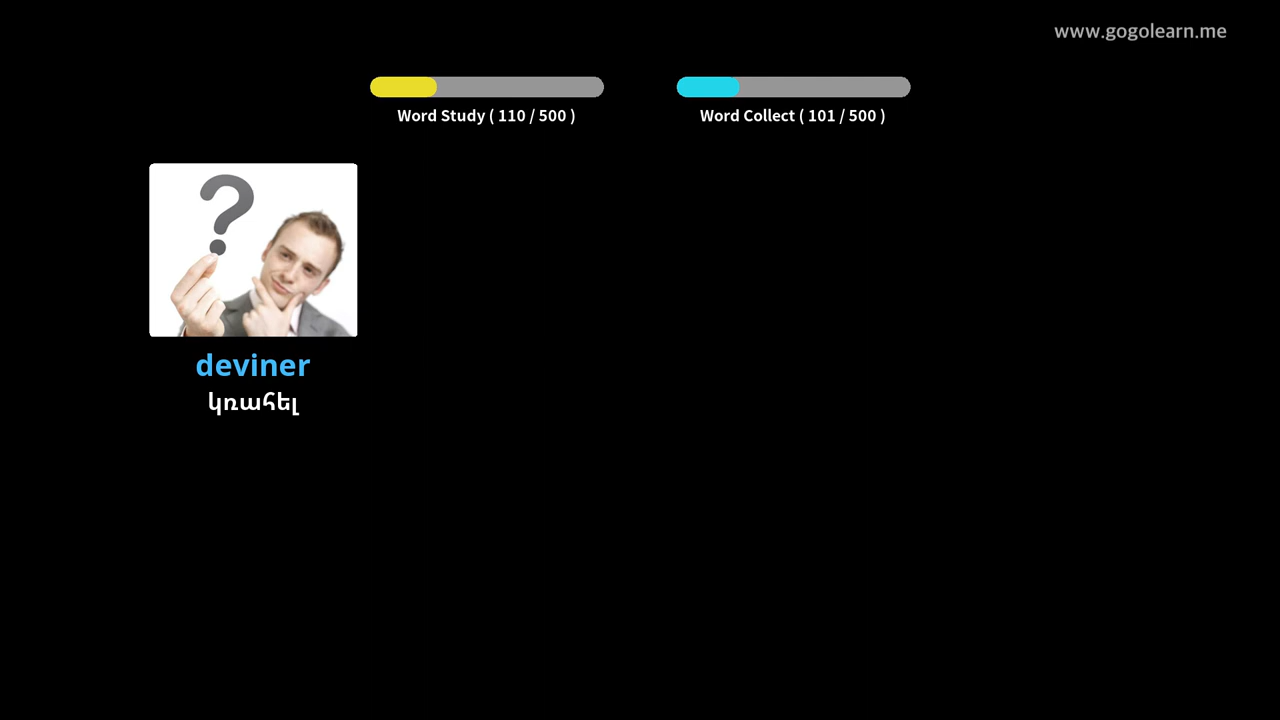 www.gogolearn.me
Word Study ( 110 / 500 )
Word Collect ( 101 / 500 )
?
deviner
կռահել